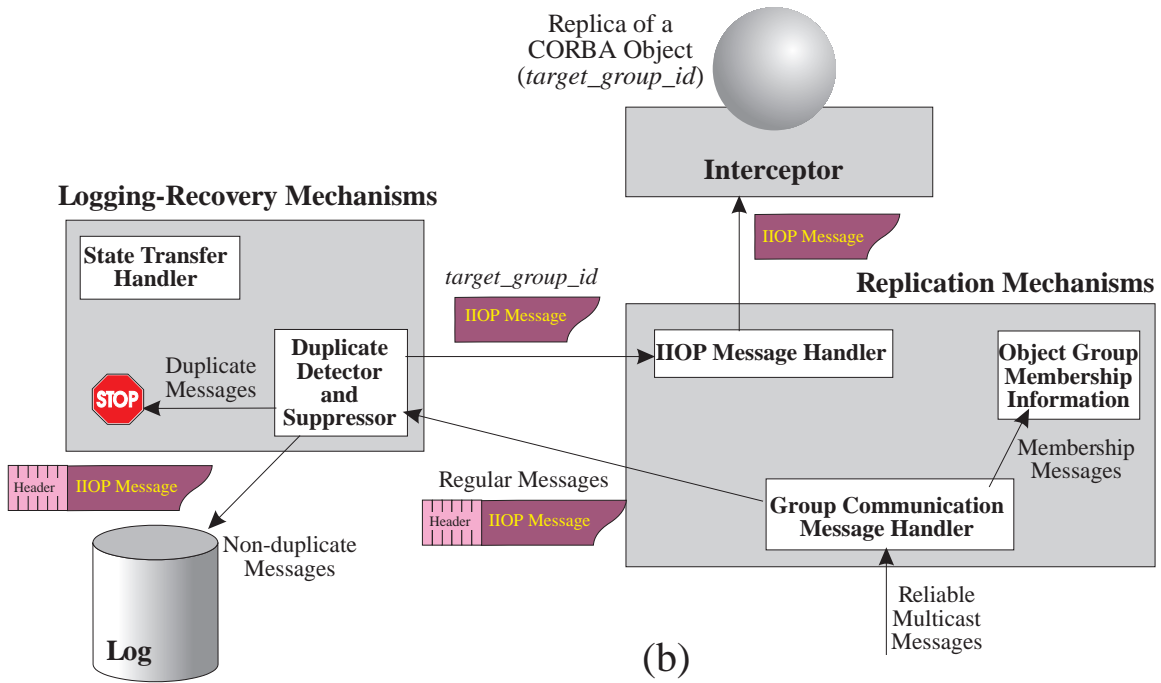 Replica of a
CORBA Object
(target_group_id)
Interceptor
IIOP Message
Logging-Recovery Mechanisms
State Transfer
Handler
target_group_id
IIOP Message
Duplicate
Detector
and
Suppressor
Duplicate
Messages
STOP
Header
IIOP Message
Non-duplicate
Messages
Log
Replication Mechanisms
IIOP Message Handler
Object Group
Membership
Information
Membership
Messages
Regular Messages
Header
IIOP Message
Group Communication
Message Handler
Reliable
Multicast
Messages
(b)